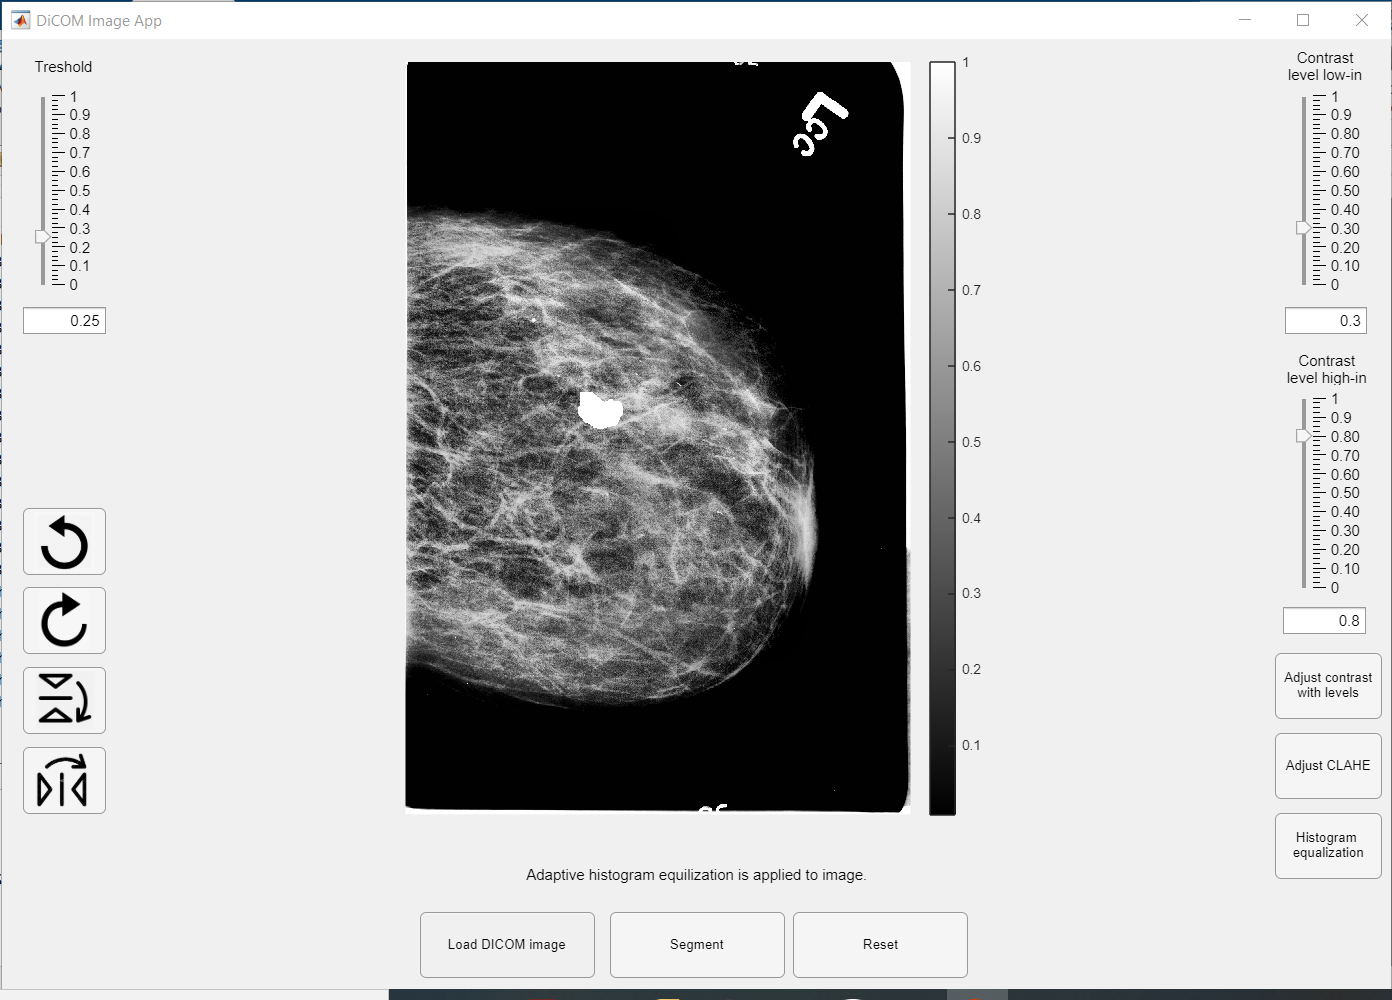 DiCOM Image App
Treshold
1
0.9
0.8
0.7
0.6
0.5
0.4
0.3
0.2
0.1
0
0.25
LCC
1
0.9
0.8
0.7
0.6
0.5
0.4
0.3
0.2
0.1
Contrast
level low-in
1
0.9
0.80
0.70
0.60
0.50
0.40
0.30
0.20
0.10
0
0.3
Contrast
level high-in
1
0.9
0.80
0.70
0.60
0.50
0.40
0.30
0.20
0.10
0
0.8
Adjust contrast
with levels
Adjust CLAHE
Histogram
equalization
Adaptive histogram equilization is applied to image.
Load DICOM image
Segment
Reset